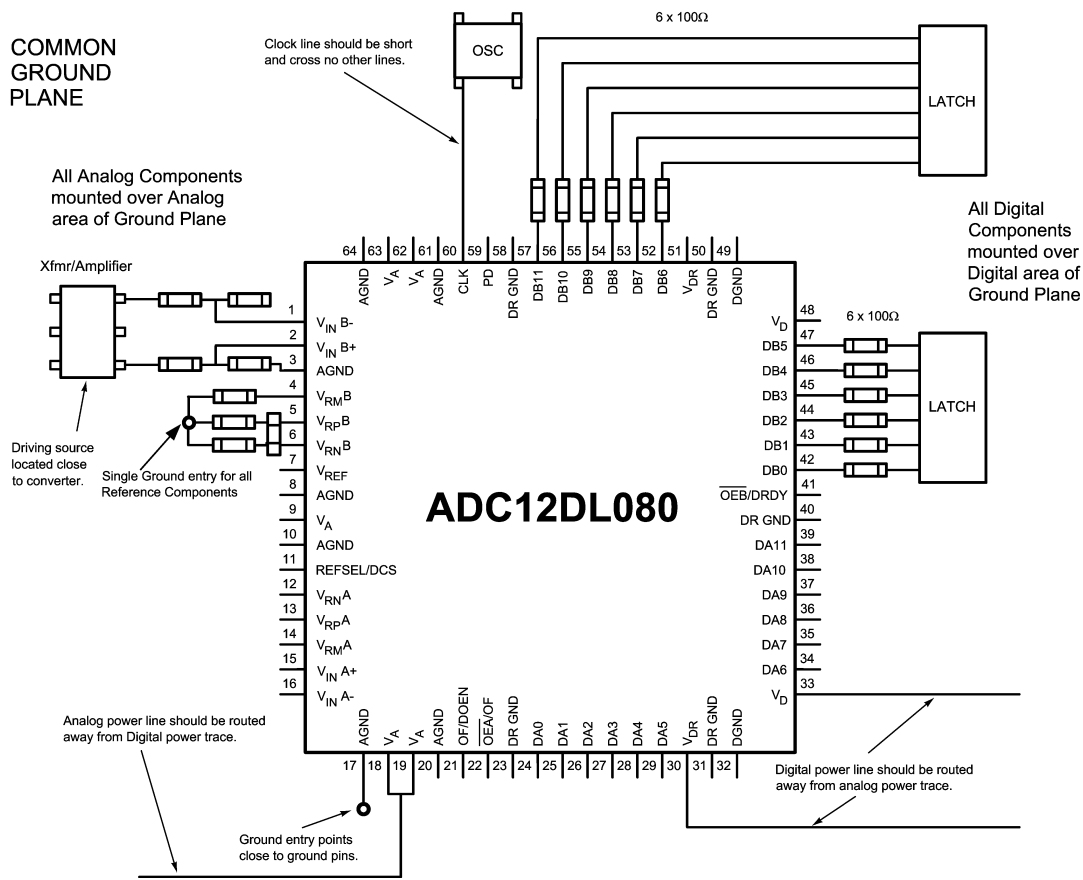 COMMON
GROUND
PLANE
Clock line should be short
and cross no other lines.
OSC
6 x 100Ω
LATCH
All Analog Components
mounted over Analog
area of Ground Plane
All Digital
Components
mounted over
Digital area of
Ground Plane
Xfmr/Amplifier
64 63 62 61 60 59 58 57 56 55 54 53 52 51 50 49
AGND
VA
VA
AGND
CLK
PD
DR GND
DB11
DB10
DB9
DB8
DB7
DB6
VDR
DR GND
DGND
1 VIN B-
2 VIN B+
3 AGND
4 VRMB
5 VRPB
6 VRNB
7 VREF
8 AGND
9 VA
10 AGND
11 REFSEL/DCS
12 VRNA
13 VRPA
14 VRMA
15 VIN A+
16 VIN A-
Driving source
located close
to converter.
Single Ground entry for all
Reference Components
ADC12DL080
6 x 100Ω
LATCH
VD 48
DB5 47
DB4 46
DB3 45
DB2 44
DB1 43
DB0 42
OEB/DRDY 41
DR GND 40
DA11 39
DA10 38
DA9 37
DA8 36
DA7 35
DA6 34
VD 33
AGND
VA
VA
AGND
OF/DOEN
OEA/OF
DR GND
DA0
DA1
DA2
DA3
DA4
DA5
VDR
DR GND
DGND
17 18 19 20 21 22 23 24 25 26 27 28 29 30 31 32
Analog power line should be routed
away from Digital power trace.
Ground entry points
close to ground pins.
Digital power line should be routed
away from analog power trace.